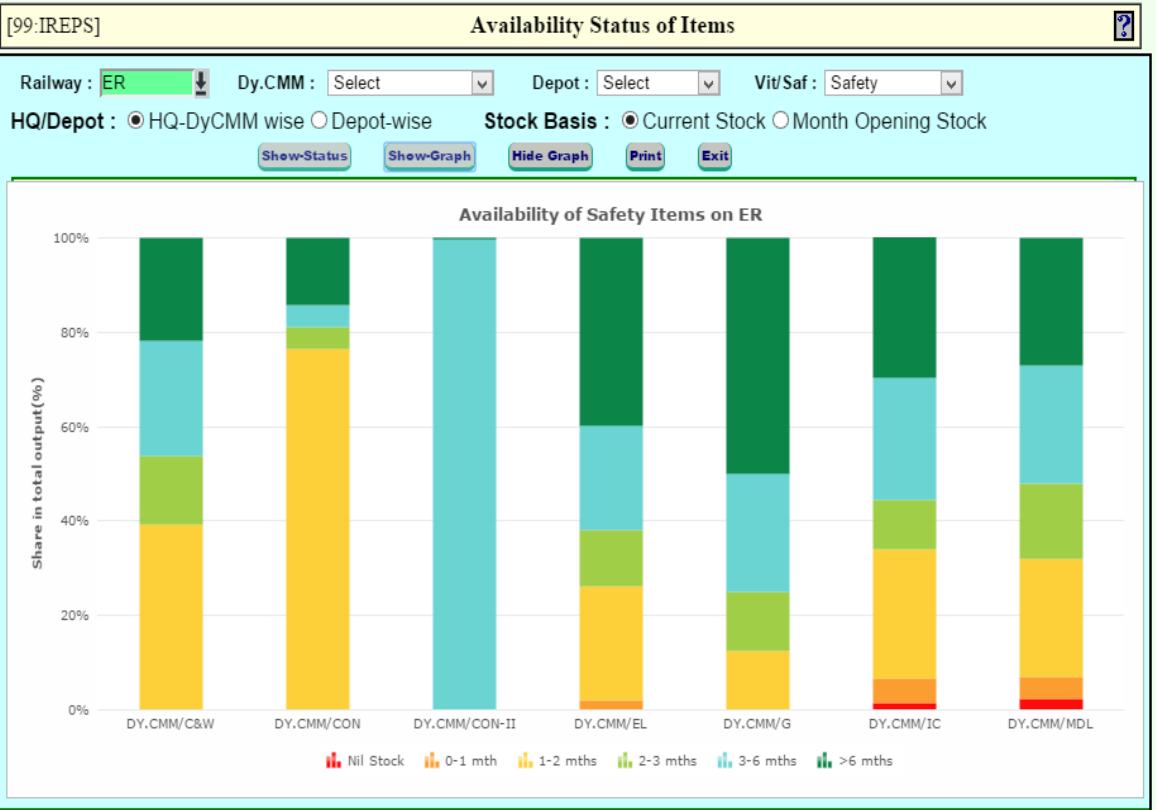 [99:IREPS] Availability Status of Items ?
Railway : ER Dy.CMM : Select Depot : Select Vit/Saf : Safety
HQ/Depot : HQ-DyCMM wise Depot-wise Stock Basis : Current Stock Month Opening Stock
Show-Status Show-Graph Hide Graph Print Exit
Availability of Safety Items on ER
100%
80%
60%
40%
20%
0%
Share in total output(%)
DY.CMM/C&W DY.CMM/CON DY.CMM/CON-II DY.CMM/EL DY.CMM/G DY.CMM/IC DY.CMM/MDL
Nil Stock 0-1 mth 1-2 mths 2-3 mths 3-6 mths >6 mths